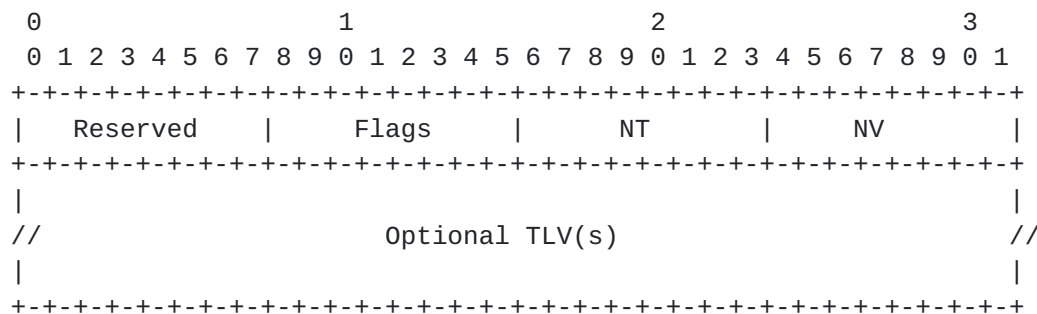 0                   1                   2                   3
 0 1 2 3 4 5 6 7 8 9 0 1 2 3 4 5 6 7 8 9 0 1 2 3 4 5 6 7 8 9 0 1
+-+-+-+-+-+-+-+-+-+-+-+-+-+-+-+-+-+-+-+-+-+-+-+-+-+-+-+-+-+-+-+-+
|   Reserved    |     Flags     |      NT       |     NV        |
+-+-+-+-+-+-+-+-+-+-+-+-+-+-+-+-+-+-+-+-+-+-+-+-+-+-+-+-+-+-+-+-+
|                                                               |
//                      Optional TLV(s)                         //
|                                                               |
+-+-+-+-+-+-+-+-+-+-+-+-+-+-+-+-+-+-+-+-+-+-+-+-+-+-+-+-+-+-+-+-+